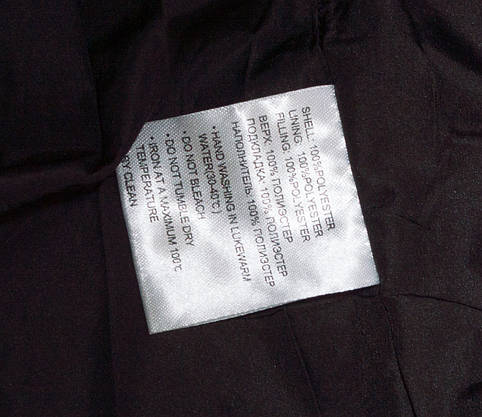 SHELL: 100%POLYESTER
LINING: 100%POLYESTER
FILLING: 100%POLYESTER
ВЕРХ: 100% ПОЛИЭСТЕР
ПОДКЛАДКА: 100% ПОЛИЭСТЕР
НАПОЛНИТЕЛЬ: 100% ПОЛИЭСТЕР
• HAND WASHING IN LUKEWARM
WATER(30-40℃)
• DO NOT BLEACH
• DO NOT TUMBLE DRY
• IRON AT A MAXIMUM 100℃
TEMPERATURE
CLEAN